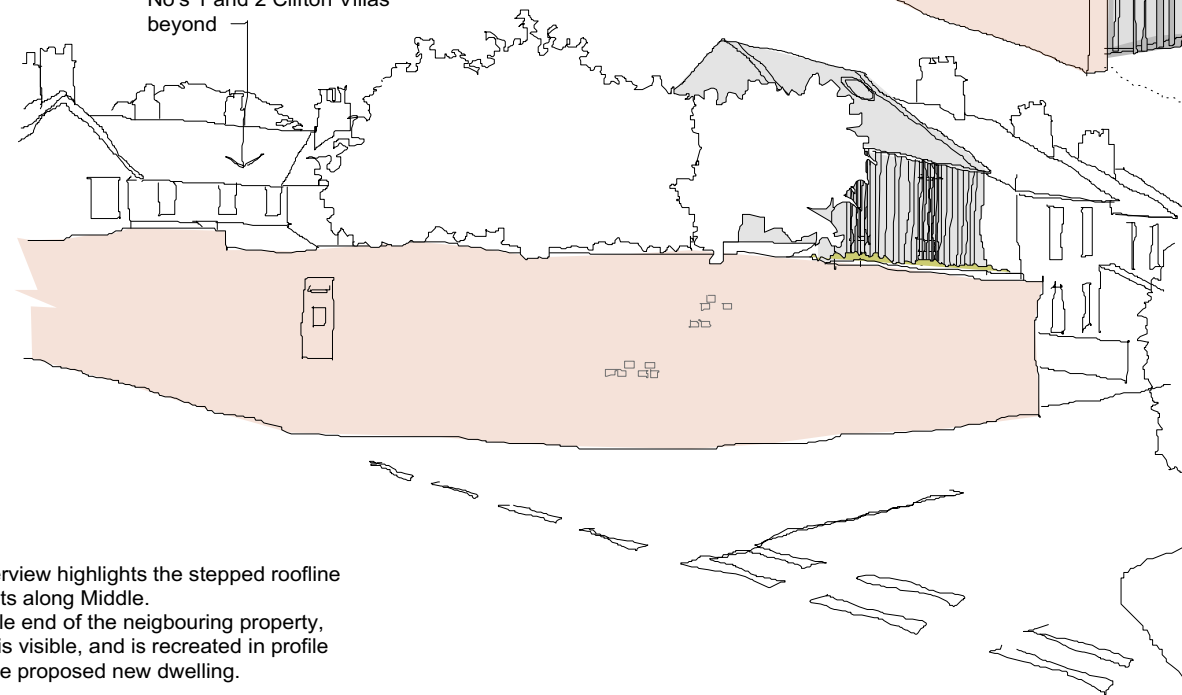 No's 1 and 2 Clifton Villas
beyond
erview highlights the stepped roofline
ts along Middle.
le end of the neigbouring property,
is visible, and is recreated in profile
e proposed new dwelling.